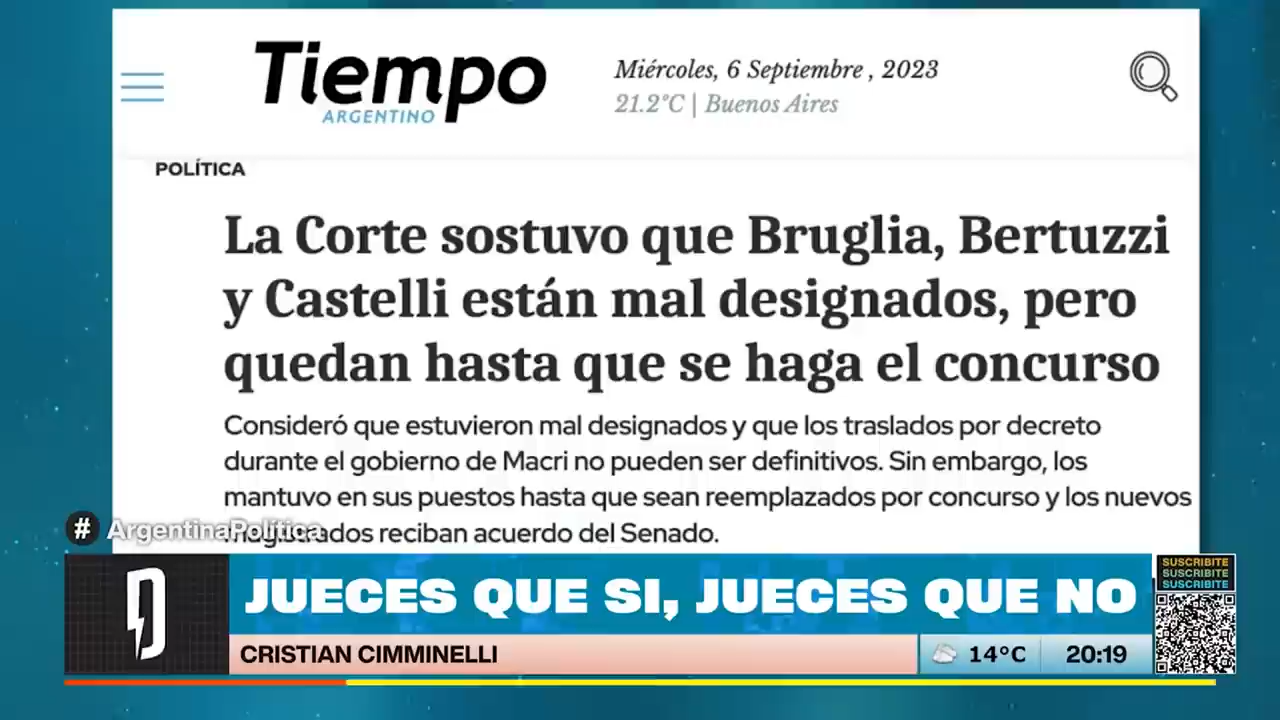 Tiempo
ARGENTINO
Miércoles, 6 Septiembre , 2023
21.2°C | Buenos Aires
POLÍTICA
La Corte sostuvo que Bruglia, Bertuzzi
y Castelli están mal designados, pero
quedan hasta que se haga el concurso
Consideró que estuvieron mal designados y que los traslados por decreto
durante el gobierno de Macri no pueden ser definitivos. Sin embargo, los
mantuvo en sus puestos hasta que sean reemplazados por concurso y los nuevos
magistrados reciban acuerdo del Senado.
# ArgentinaPolítica
JUECES QUE SI, JUECES QUE NO
CRISTIAN CIMMINELLI
14°C
20:19
SUSCRIBITE
SUSCRIBITE
SUSCRIBITE